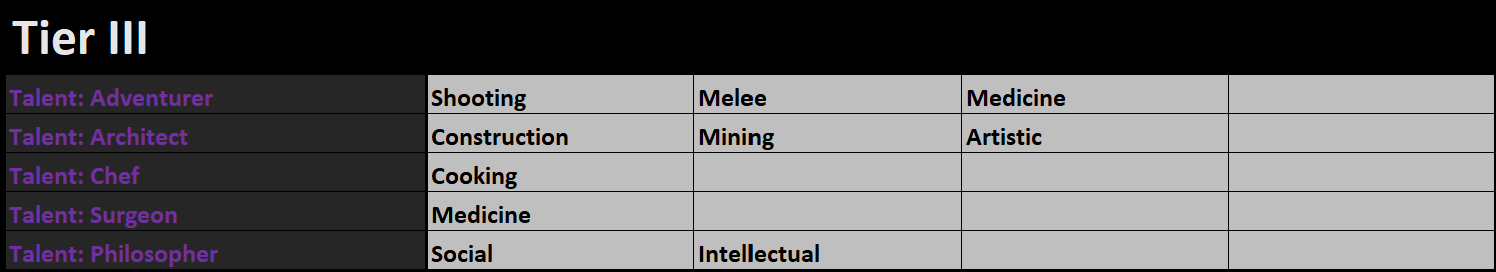 Tier III
Talent: Adventurer Shooting Melee Medicine
Talent: Architect Construction Mining Artistic
Talent: Chef Cooking
Talent: Surgeon Medicine
Talent: Philosopher Social Intellectual